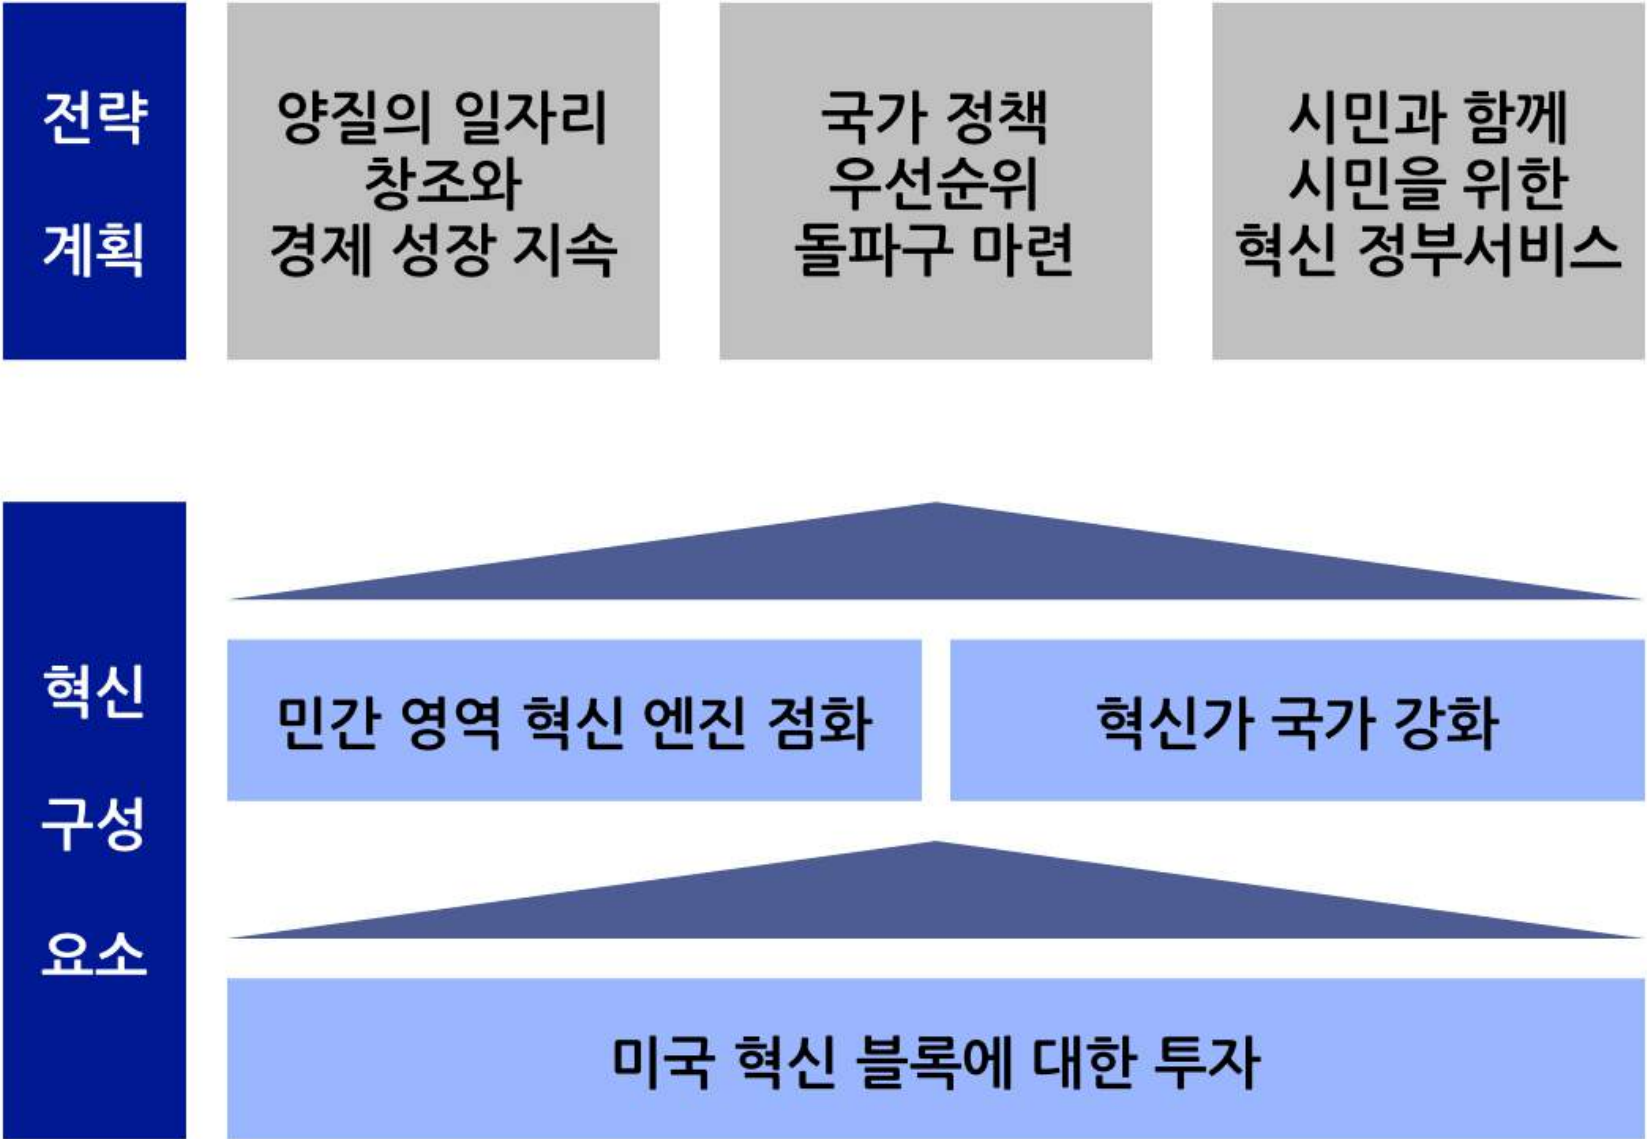 전략
계획
양질의 일자리
창조와
경제 성장 지속
국가 정책
우선순위
돌파구 마련
시민과 함께
시민을 위한
혁신 정부서비스
혁신
구성
요소
민간 영역 혁신 엔진 점화
혁신가 국가 강화
미국 혁신 블록에 대한 투자